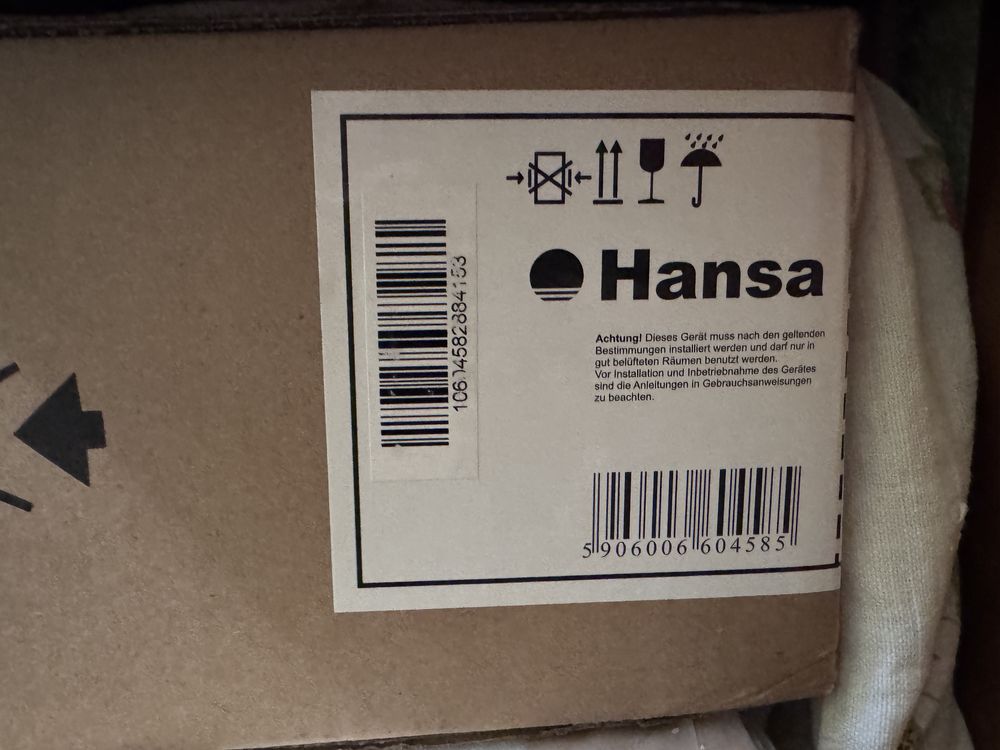 Hansa
Achtung! Dieses Gerät muss nach den geltenden
Bestimmungen installiert werden und darf nur in
gut belüfteten Räumen benutzt werden.
Vor Installation und Inbetriebnahme des Gerätes
sind die Anleitungen in Gebrauchsanweisungen
zu beachten.
5 906006 604585